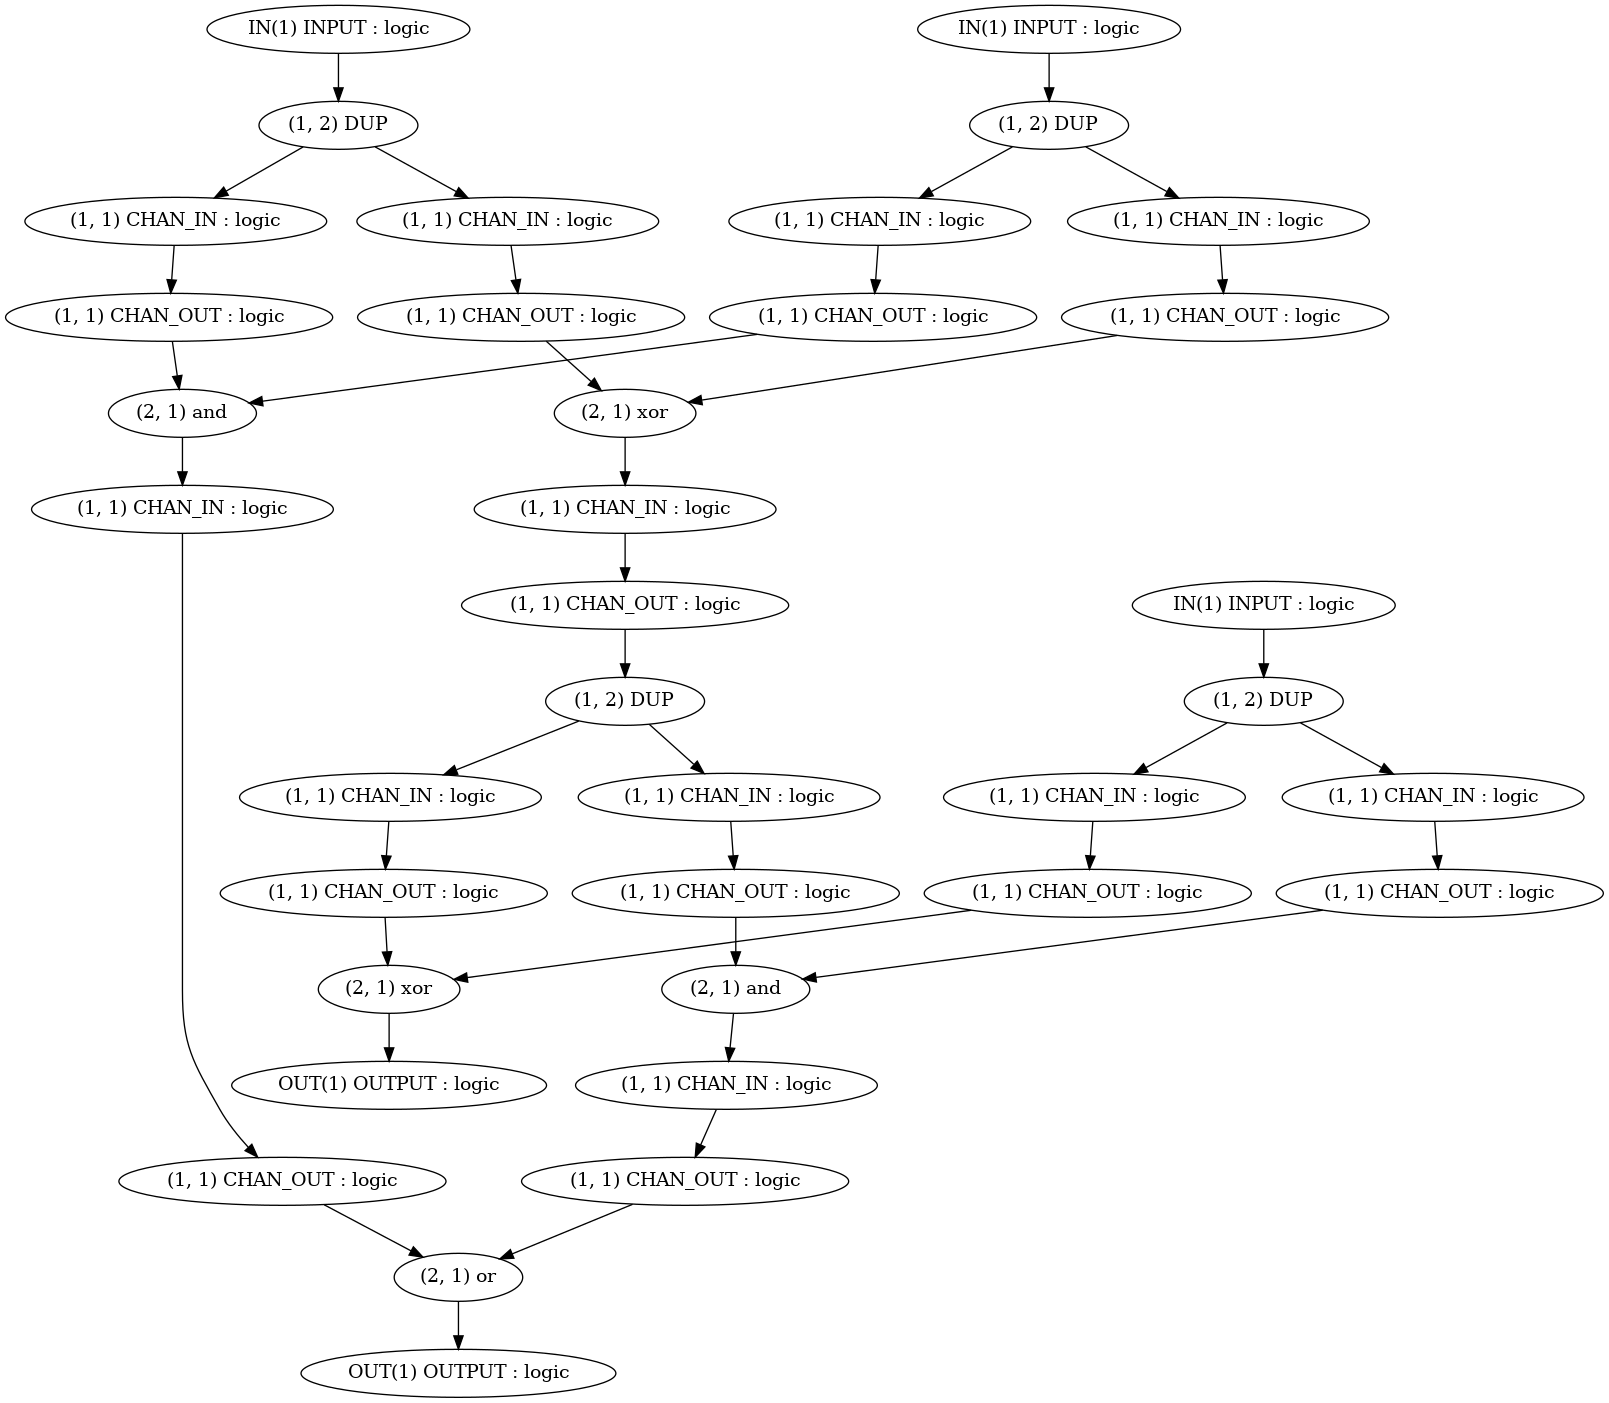 IN(1) INPUT : logic
IN(1) INPUT : logic
(1, 2) DUP
(1, 2) DUP
(1, 1) CHAN_IN : logic
(1, 1) CHAN_IN : logic
(1, 1) CHAN_IN : logic
(1, 1) CHAN_IN : logic
(1, 1) CHAN_OUT : logic
(1, 1) CHAN_OUT : logic
(1, 1) CHAN_OUT : logic
(1, 1) CHAN_OUT : logic
(2, 1) and
(2, 1) xor
(1, 1) CHAN_IN : logic
(1, 1) CHAN_IN : logic
(1, 1) CHAN_OUT : logic
IN(1) INPUT : logic
(1, 2) DUP
(1, 2) DUP
(1, 1) CHAN_IN : logic
(1, 1) CHAN_IN : logic
(1, 1) CHAN_IN : logic
(1, 1) CHAN_IN : logic
(1, 1) CHAN_OUT : logic
(1, 1) CHAN_OUT : logic
(1, 1) CHAN_OUT : logic
(1, 1) CHAN_OUT : logic
(2, 1) xor
(2, 1) and
OUT(1) OUTPUT : logic
(1, 1) CHAN_IN : logic
(1, 1) CHAN_OUT : logic
(1, 1) CHAN_OUT : logic
(2, 1) or
OUT(1) OUTPUT : logic